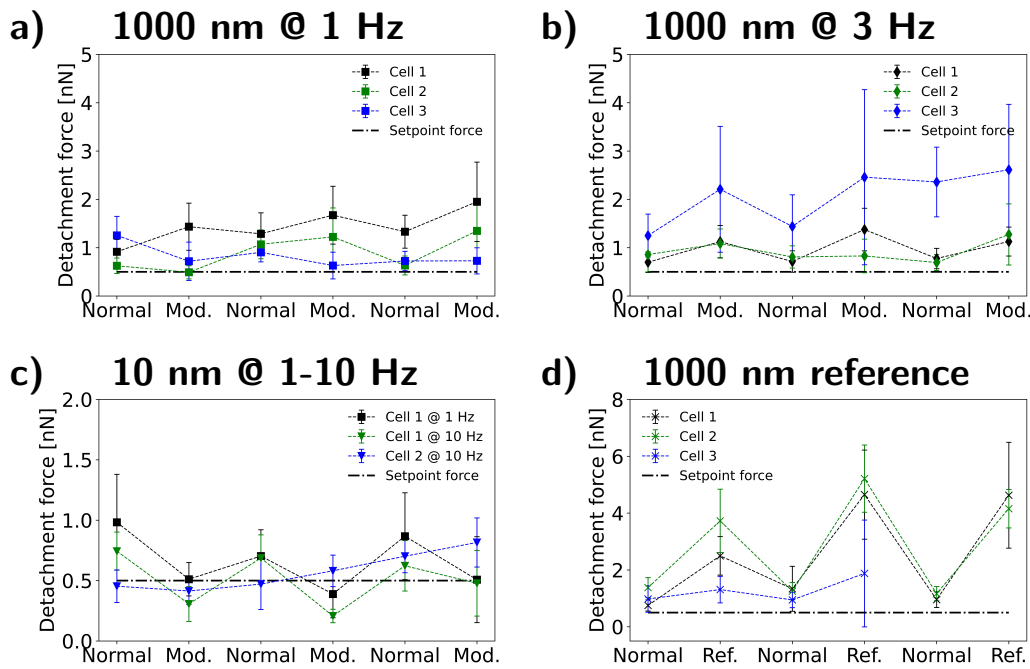 a) 1000 nm @ 1 Hz
Detachment force [nN]
5
4
3
2
1
0
Cell 1
Cell 2
Cell 3
Setpoint force
Normal Mod. Normal Mod. Normal Mod.
b) 1000 nm @ 3 Hz
Detachment force [nN]
5
4
3
2
1
0
Cell 1
Cell 2
Cell 3
Setpoint force
Normal Mod. Normal Mod. Normal Mod.
c) 10 nm @ 1-10 Hz
Detachment force [nN]
2.0
1.5
1.0
0.5
0.0
Cell 1 @ 1 Hz
Cell 1 @ 10 Hz
Cell 2 @ 10 Hz
Setpoint force
Normal Mod. Normal Mod. Normal Mod.
d) 1000 nm reference
Detachment force [nN]
8
6
4
2
0
Cell 1
Cell 2
Cell 3
Setpoint force
Normal Ref. Normal Ref. Normal Ref.